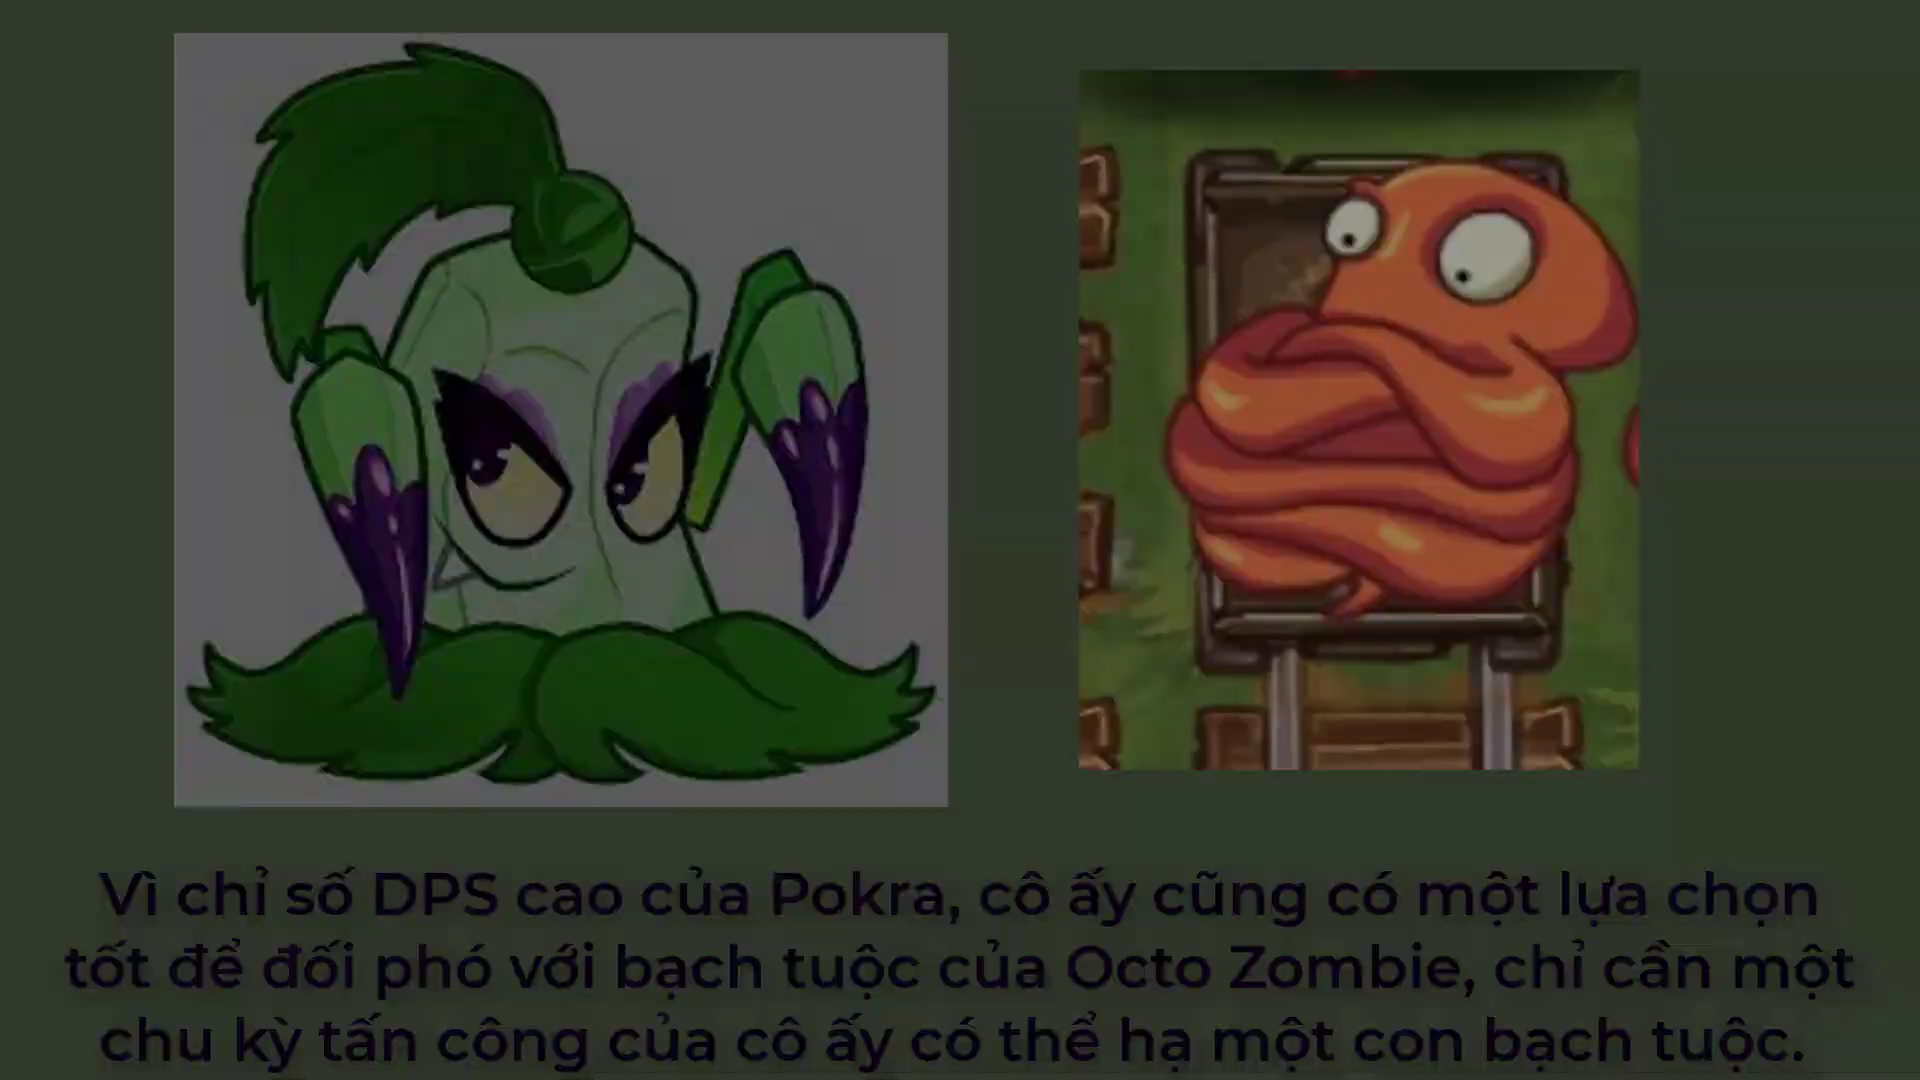 Vì chỉ số DPS cao của Pokra, cô ấy cũng có một lựa chọn
tốt để đối phó với bạch tuộc của Octo Zombie, chỉ cần một
chu kỳ tấn công của cô ấy có thể hạ một con bạch tuộc.